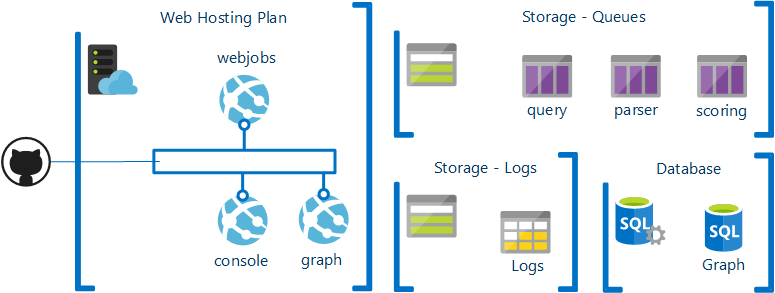 Web Hosting Plan
webjobs
console
graph
Storage - Queues
query
parser
scoring
Storage - Logs
Logs
Database
SQL
SQL
Graph